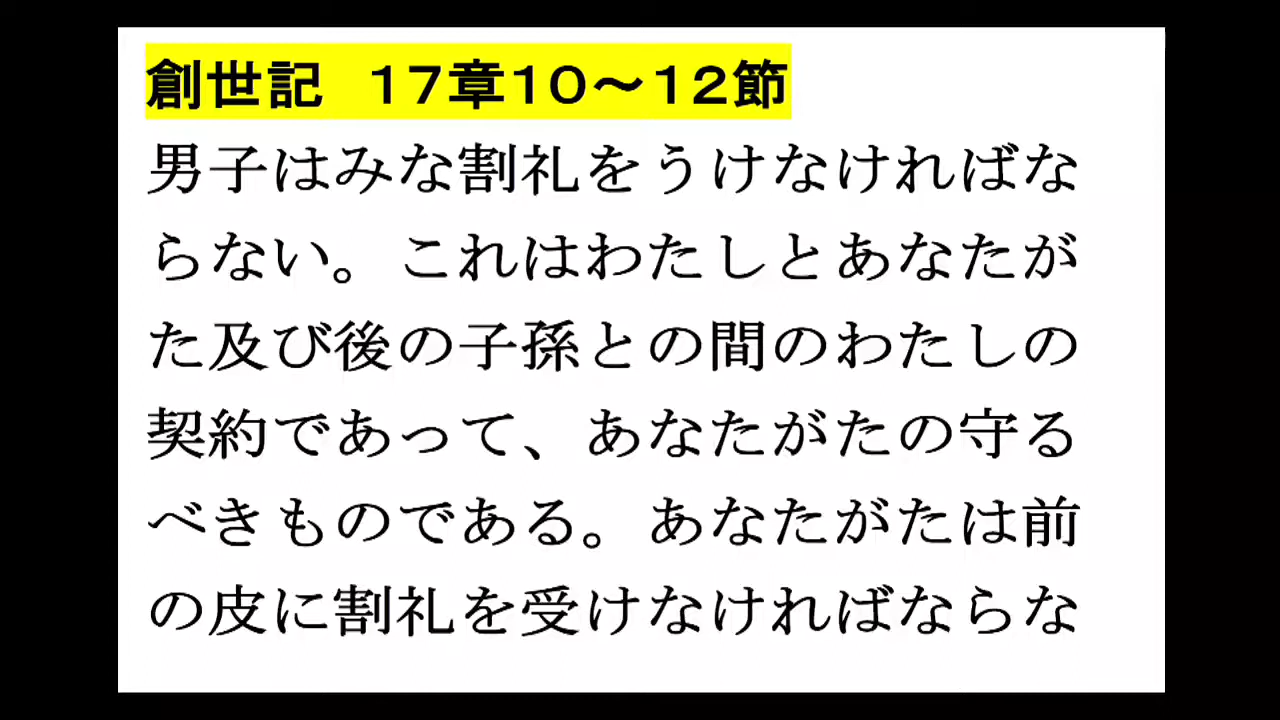 創世記　１７章１０～１２節
男子はみな割礼をうけなければな
らない。これはわたしとあなたが
た及び後の子孫との間のわたしの
契約であって、あなたがたの守る
べきものである。あなたがたは前
の皮に割礼を受けなければならな